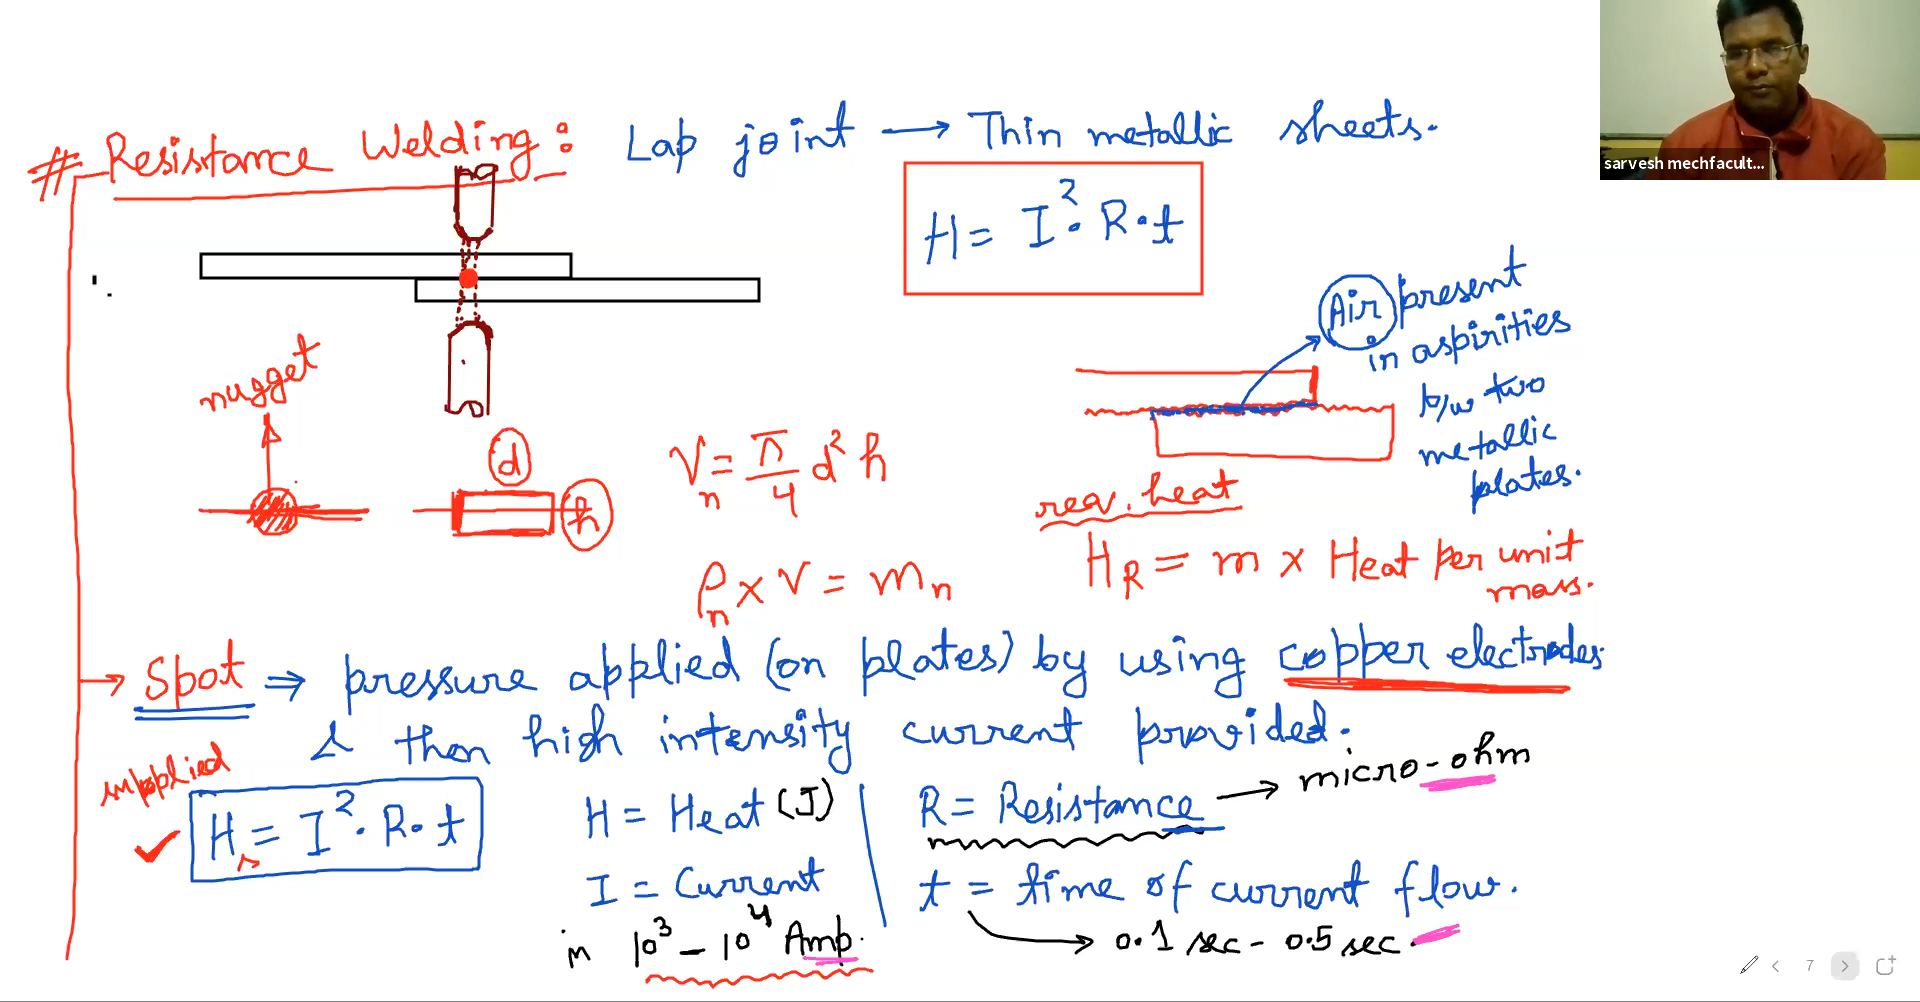 # Resistance Welding: Lap joint → Thin metallic sheets.
sarvesh mechfacult...
H = I²·R·t
Air present
in aspirities
b/w two
metallic
plates.
nugget
d
h
Vn = π/4 d² h
req. heat
HR = m × Heat per unit
mass.
ρn × V = mn
→ Spot ⇒ pressure applied (on plates) by using copper electrodes
& then high intensity current provided.
supplied
Hs = I²·R·t
H = Heat (J)
R = Resistance → micro-ohm
I = Current
t = time of current flow.
in 10³ – 10⁴ Amp.
→ 0.1 sec - 0.5 sec.
7